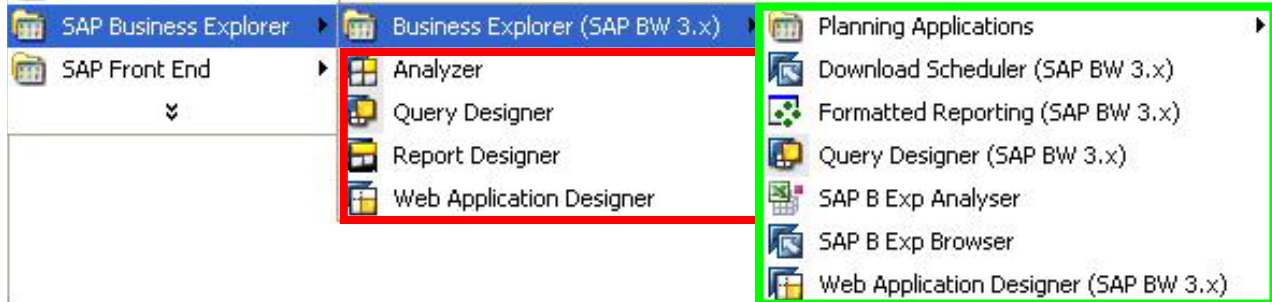 SAP Business Explorer
SAP Front End
Business Explorer (SAP BW 3.x)
Analyzer
Query Designer
Report Designer
Web Application Designer
Planning Applications
Download Scheduler (SAP BW 3.x)
Formatted Reporting (SAP BW 3.x)
Query Designer (SAP BW 3.x)
SAP B Exp Analyser
SAP B Exp Browser
Web Application Designer (SAP BW 3.x)